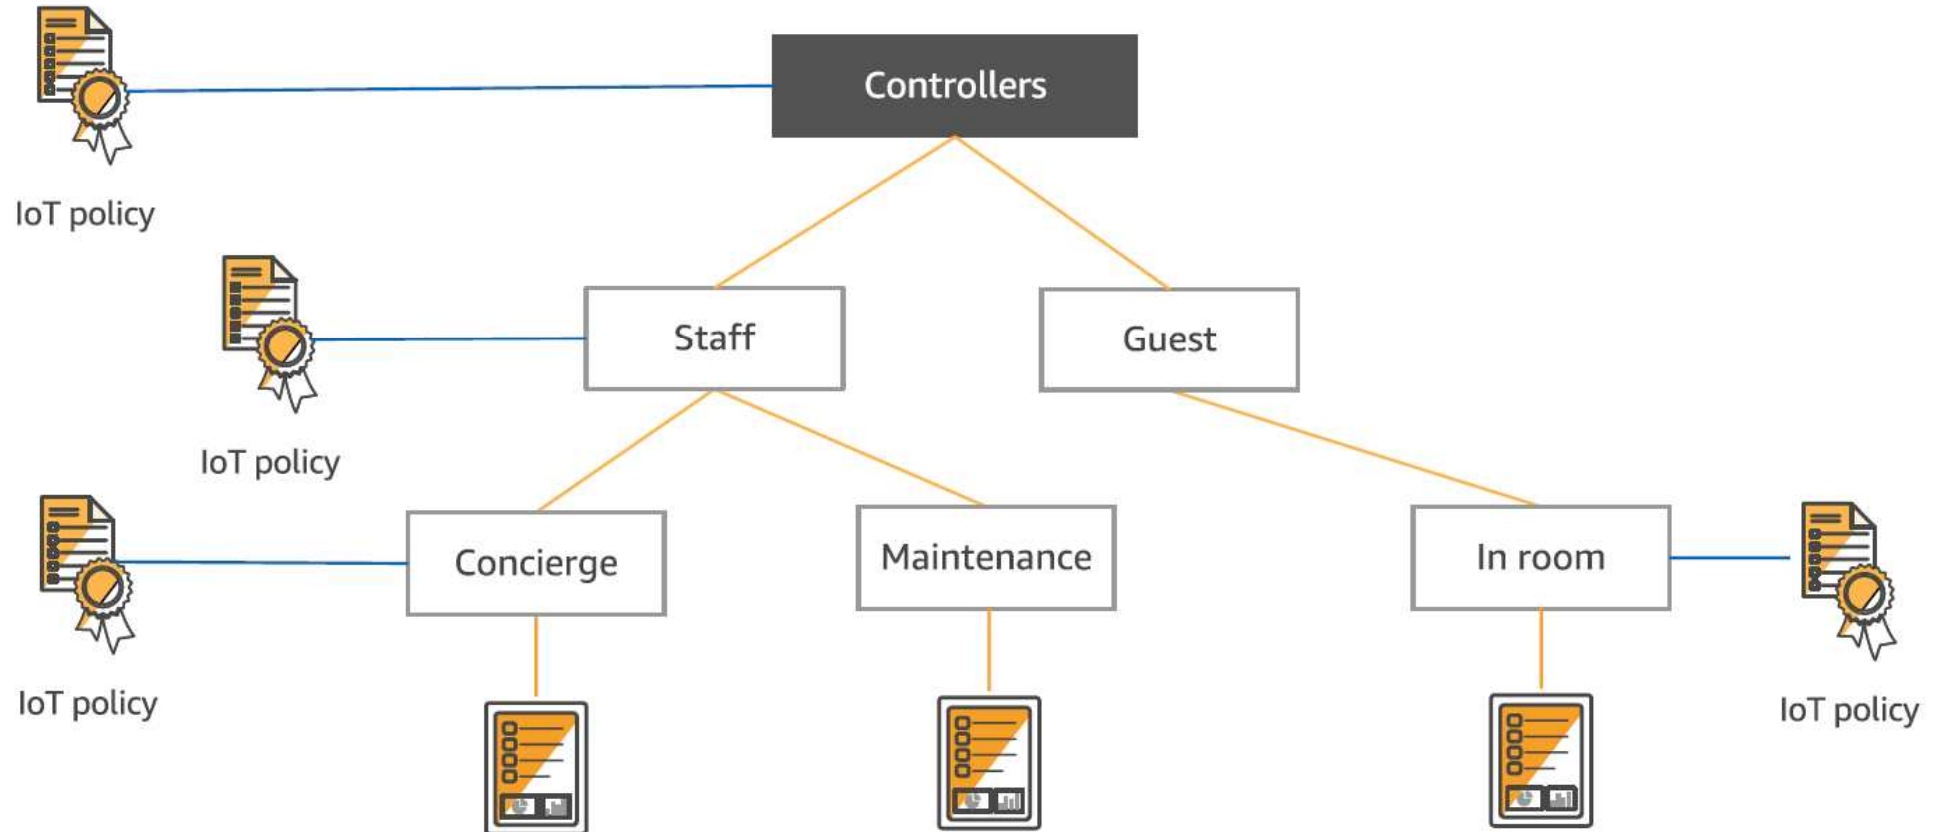 Controllers
IoT policy
Staff
Guest
IoT policy
Concierge
Maintenance
In room
IoT policy
IoT policy